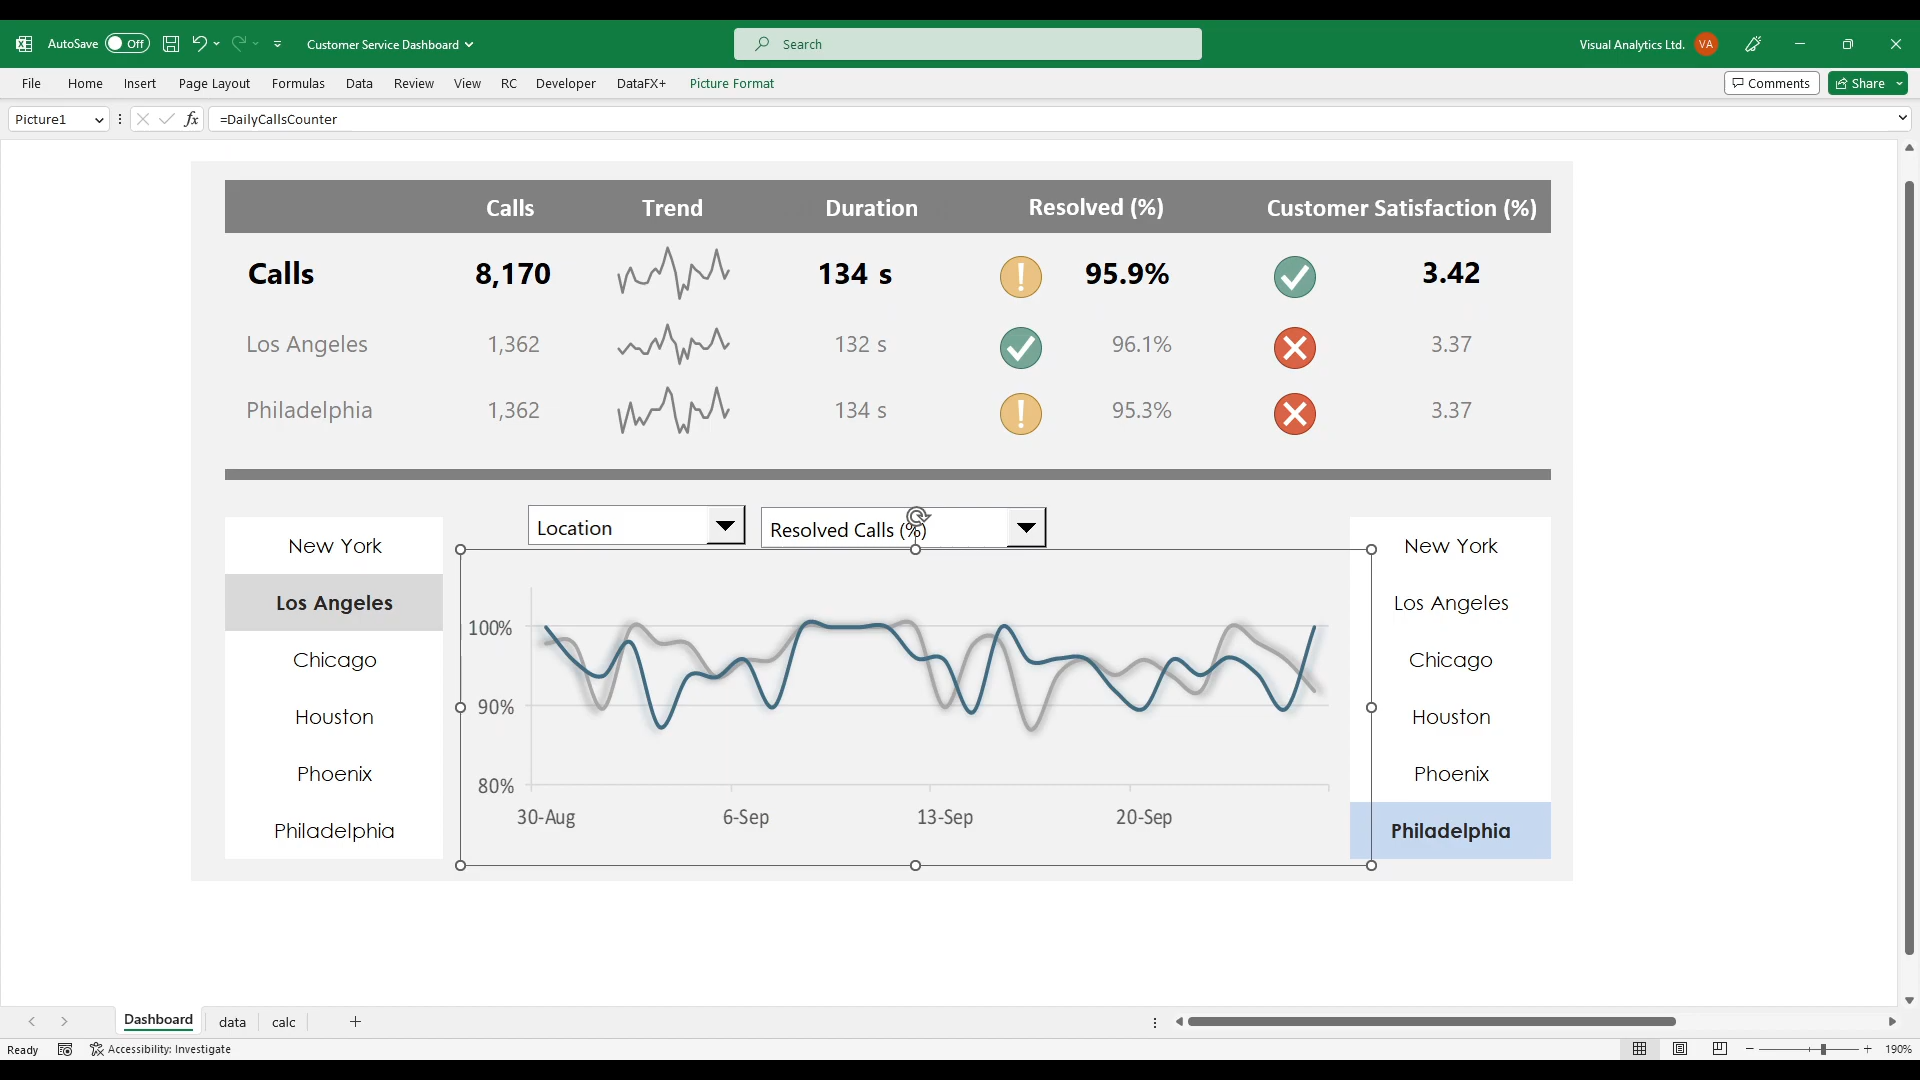 AutoSave Off Customer Service Dashboard Search Visual Analytics Ltd. VA
File Home Insert Page Layout Formulas Data Review View RC Developer DataFX+ Picture Format Comments Share
Picture1 fx =DailyCallsCounter
Calls Trend Duration Resolved (%) Customer Satisfaction (%)
Calls 8,170 134 s ! 95.9% 3.42
Los Angeles 1,362 132 s 96.1% 3.37
Philadelphia 1,362 134 s ! 95.3% 3.37
Location Resolved Calls (%)
New York
Los Angeles
Chicago
Houston
Phoenix
Philadelphia
100%
90%
80%
30-Aug 6-Sep 13-Sep 20-Sep
New York
Los Angeles
Chicago
Houston
Phoenix
Philadelphia
Dashboard data calc
Ready Accessibility: Investigate 190%